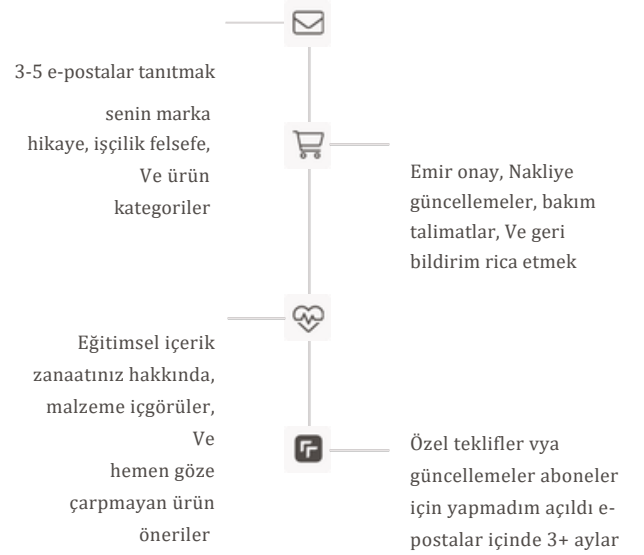 3-5 e-postalar tanıtmak
senin marka
hikaye, işçilik felsefe,
Ve ürün
kategoriler
Emir onay, Nakliye
güncellemeler, bakım
talimatlar, Ve geri
bildirim rica etmek
Eğitimsel içerik
zanaatınız hakkında,
malzeme içgörüler,
Ve
hemen göze
çarpmayan ürün
öneriler
Özel teklifler vya
güncellemeler aboneler
için yapmadım açıldı e-
postalar içinde 3+ aylar